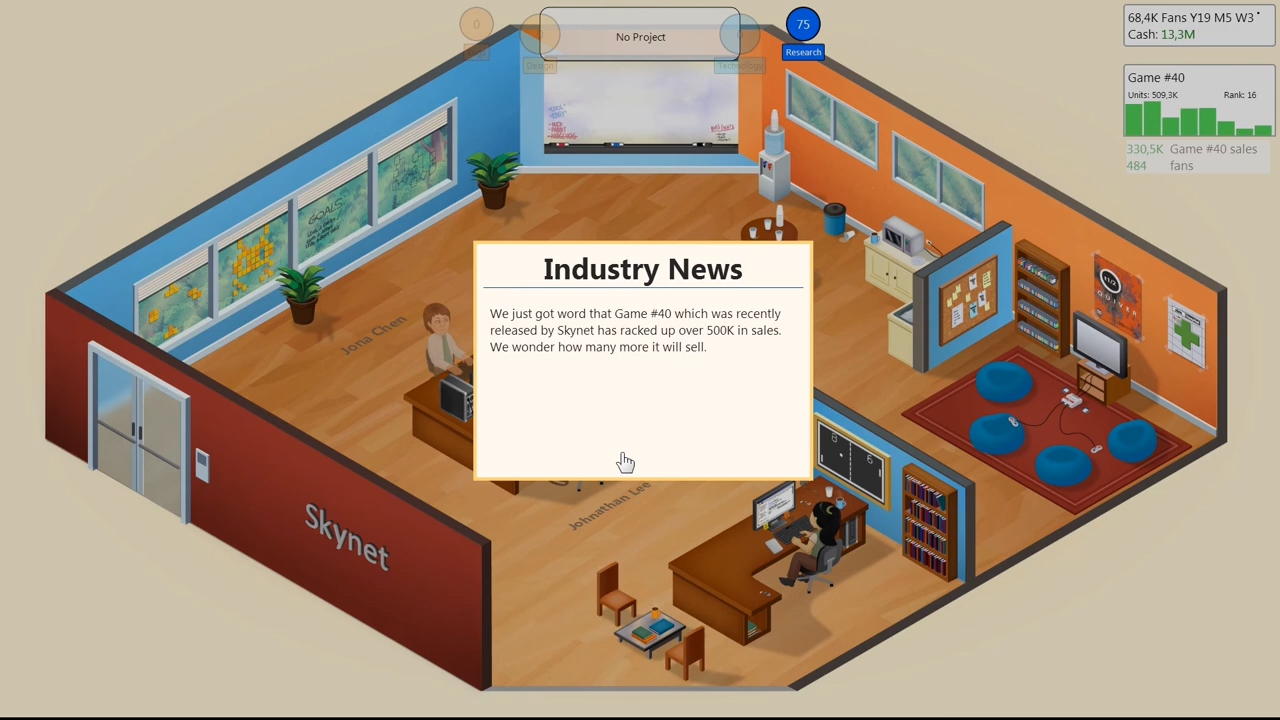 0
No Project
75
Research
Design
Technology
68,4K Fans Y19 M5 W3
Cash: 13,3M
Game #40
Units: 509,3K
Rank: 16
330,5K Game #40 sales
484 fans
GOALS
Industry News
We just got word that Game #40 which was recently
released by Skynet has racked up over 500K in sales.
We wonder how many more it will sell.
Jona Chen
Johnathan Lee
Skynet